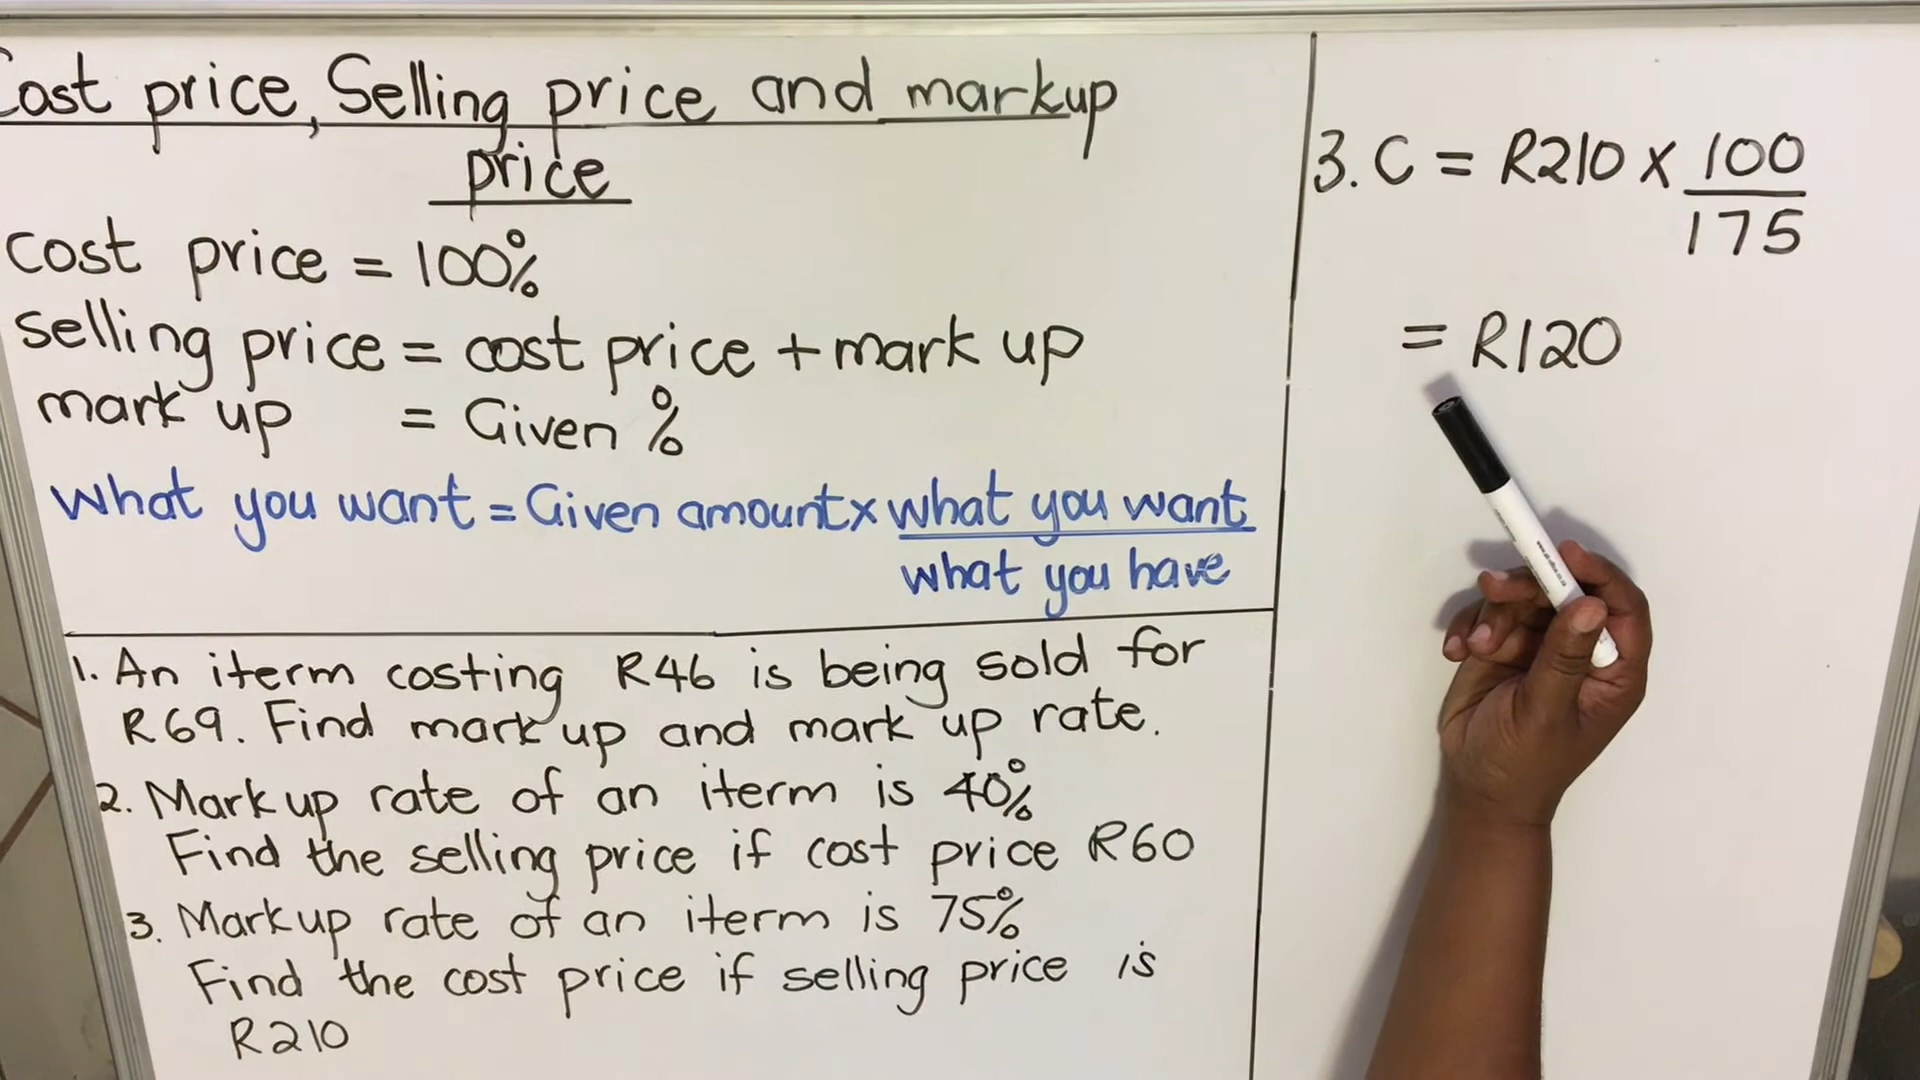 Cost price, Selling price and markup
price
cost price = 100%
selling price = cost price + mark up
mark up = Given %
what you want = Given amount x what you want
what you have
1. An iterm costing R46 is being sold for
R69. Find mark up and mark up rate.
2. Mark up rate of an iterm is 40%
Find the selling price if cost price R60
3. Mark up rate of an iterm is 75%
Find the cost price if selling price is
R210
3. C = R210 x 100
175
= R120